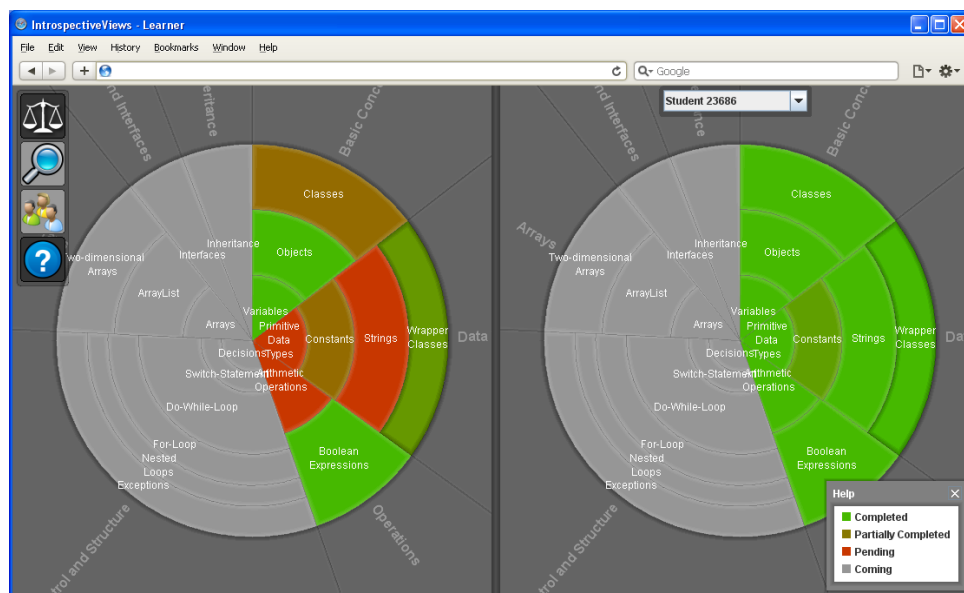 IntrospectiveViews - Learner
File Edit View History Bookmarks Window Help
Google
Student 23686
and Interfaces
Inheritance
Basic Conc
Classes
Objects
Inheritance
Interfaces
Two-dimensional
Arrays
ArrayList
Arrays
Variables
Primitive
Data
Types
Constants
Strings
Wrapper
Classes
Data
Decisions
Switch-Statement
Arithmetic
Operations
Do-While-Loop
For-Loop
Nested
Loops
Exceptions
Boolean
Expressions
Operations
trol and Structure
and Interfaces
heritance
Basic Conc
Arrays
Classes
Objects
Inheritance
Interfaces
Two-dimensional
Arrays
ArrayList
Arrays
Variables
Primitive
Data
Types
Constants
Strings
Wrapper
Classes
Da
Decisions
Switch-Statement
Arithmetic
Operations
Do-While-Loop
For-Loop
Nested
Loops
Exceptions
Boolean
Expressions
Control and Structure
Help
Completed
Partially Completed
Pending
Coming